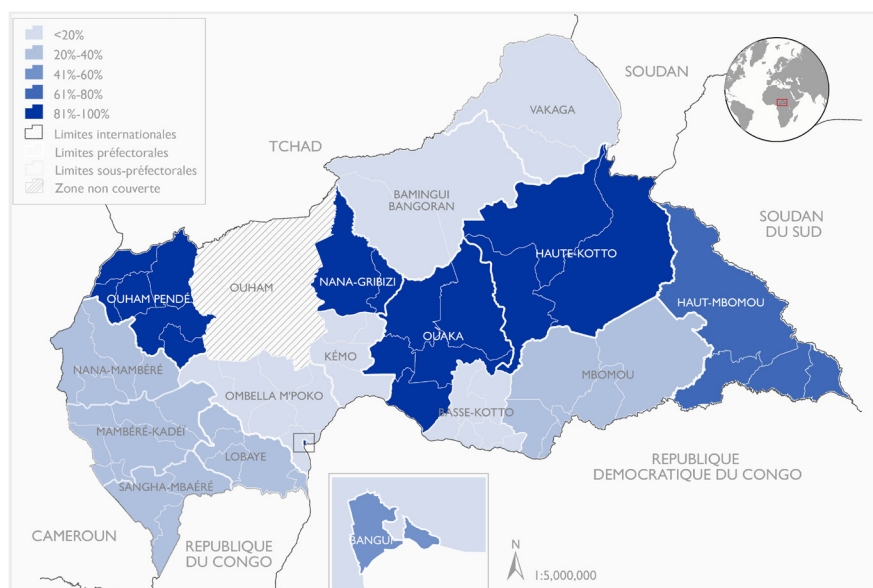 <20%
20%-40%
41%-60%
61%-80%
81%-100%
Limites internationales
Limites préfectorales
Limites sous-préfectorales
Zone non couverte
SOUDAN
VAKAGA
TCHAD
BAMINGUI
BANGORAN
SOUDAN
DU SUD
HAUTE-KOTTO
OUHAM
NANA-GRIBIZI
OUHAM PENDÉ
HAUT-MBOMOU
OUAKA
KÉMO
NANA-MAMBÉRÉ
MBOMOU
OMBELLA M'POKO
BASSE-KOTTO
MAMBÉRÉ-KADÉÏ
LOBAYE
REPUBLIQUE
DEMOCRATIQUE DU CONGO
SANGHA-MBAÉRÉ
CAMEROUN
REPUBLIQUE
DU CONGO
BANGUI
N
1:5,000,000